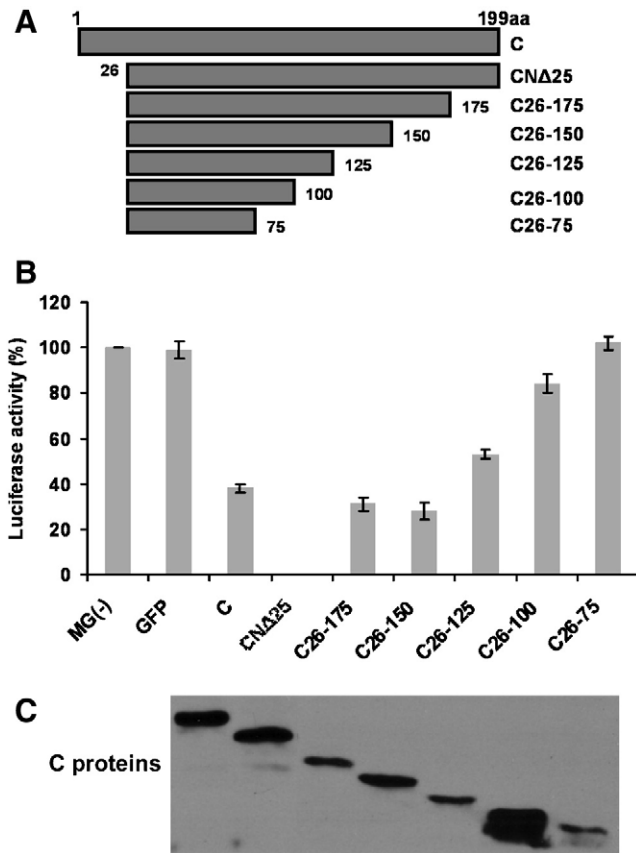 A
1 199aa
C
26 CNΔ25
175 C26-175
150 C26-150
125 C26-125
100 C26-100
75 C26-75
B
Luciferase activity (%)
120
100
80
60
40
20
0
MG(-) GFP C CNΔ25 C26-175 C26-150 C26-125 C26-100 C26-75
C
C proteins